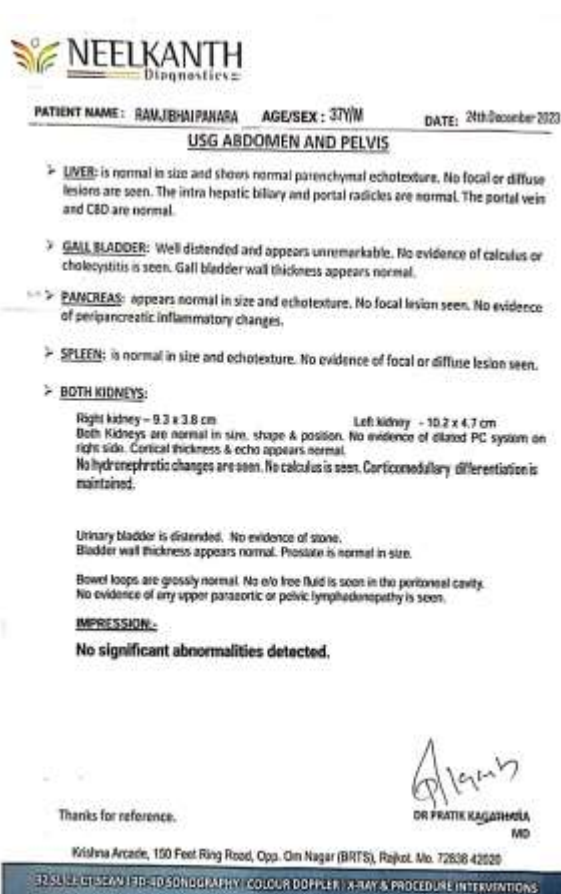 NEELKANTH
Diagnostics
PATIENT NAME : RAMJIBHAI PANARA AGE/SEX : 37Y/M DATE: 24th December 2023
USG ABDOMEN AND PELVIS
➢ LIVER: is normal in size and shows normal parenchymal echotexture. No focal or diffuse
lesions are seen. The intra hepatic biliary and portal radicles are normal. The portal vein
and CBD are normal.
➢ GALL BLADDER: Well distended and appears unremarkable. No evidence of calculus or
cholecystitis is seen. Gall bladder wall thickness appears normal.
➢ PANCREAS: appears normal in size and echotexture. No focal lesion seen. No evidence
of peripancreatic inflammatory changes.
➢ SPLEEN: is normal in size and echotexture. No evidence of focal or diffuse lesion seen.
➢ BOTH KIDNEYS:
Right kidney – 9.3 x 3.8 cm Left kidney - 10.2 x 4.7 cm
Both Kidneys are normal in size, shape & position. No evidence of dilated PC system on
right side. Cortical thickness & echo appears normal.
No hydronephrotic changes are seen. No calculus is seen. Corticomedullary differentiation is
maintained.
Urinary bladder is distended. No evidence of stone.
Bladder wall thickness appears normal. Prostate is normal in size.
Bowel loops are grossly normal. No e/o free fluid is seen in the peritoneal cavity.
No evidence of any upper paraaortic or pelvic lymphadenopathy is seen.
IMPRESSION:-
No significant abnormalities detected.
Thanks for reference.
DR PRATIK KAGATHARA
MD
Krishna Arcade, 150 Feet Ring Road, Opp. Om Nagar (BRTS), Rajkot. Mo. 72838 42020
32 SLICE CT SCAN | 3D-4D SONOGRAPHY | COLOUR DOPPLER | X-RAY & PROCEDURE INTERVENTIONS